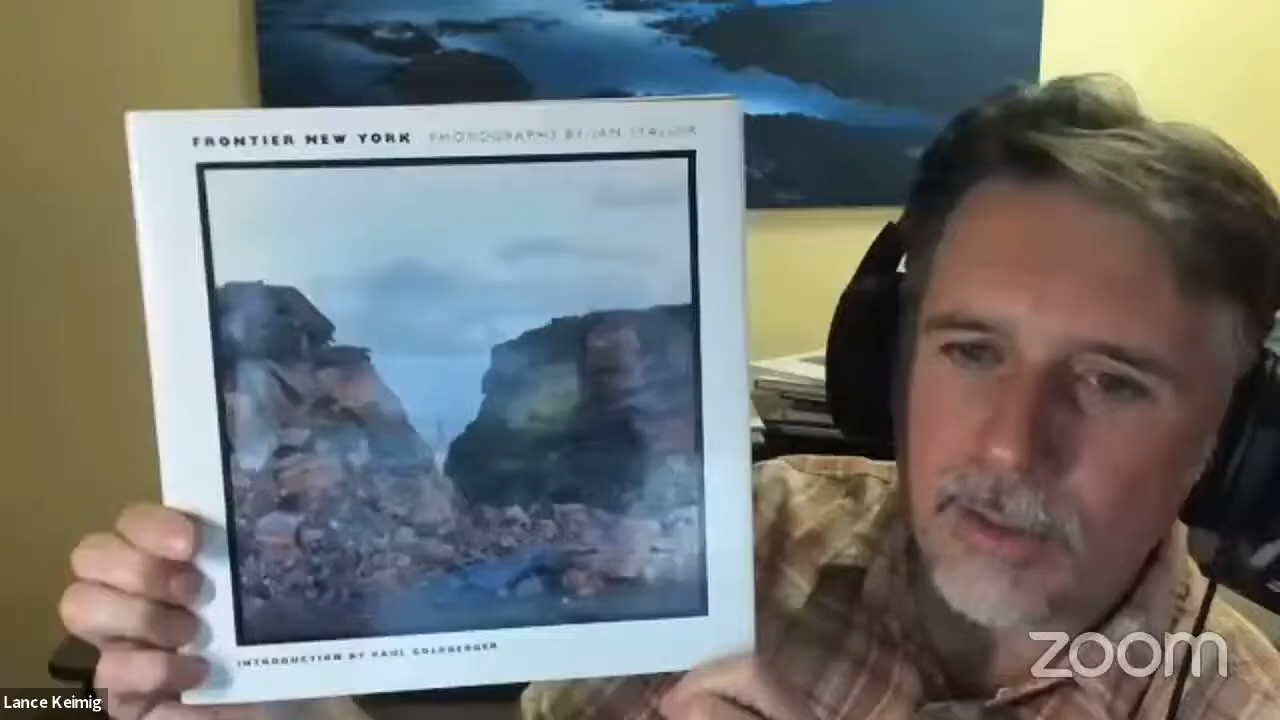 FRONTIER NEW YORK PHOTOGRAPHS BY JAN STALLER
INTRODUCTION BY PAUL GOLDBERGER
zoom
Lance Keimig